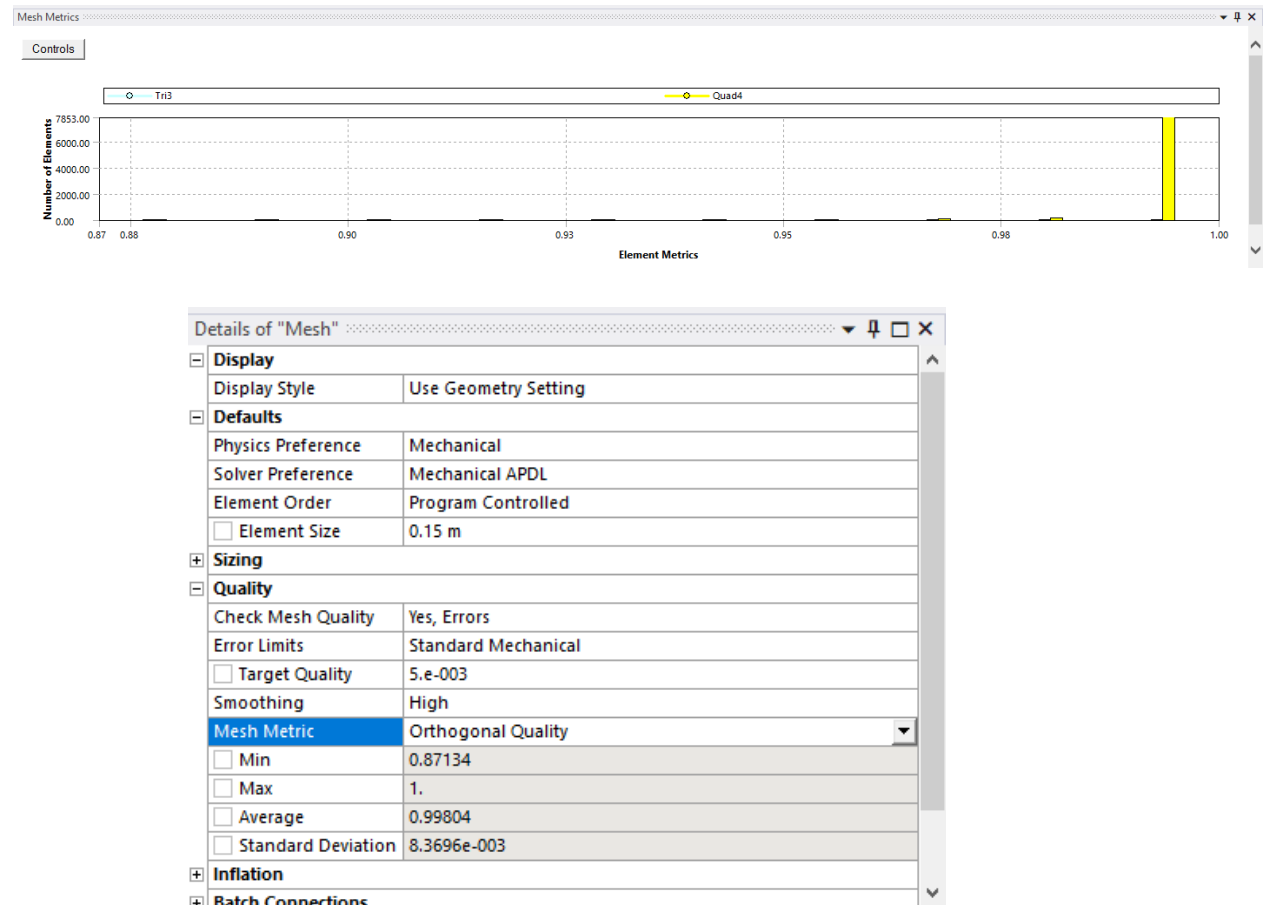 Mesh Metrics
Controls
Tri3 Quad4
Number of Elements
7853.00
6000.00
4000.00
2000.00
0.00
0.87 0.88 0.90 0.93 0.95 0.98 1.00
Element Metrics
Details of "Mesh"
Display
Display Style Use Geometry Setting
Defaults
Physics Preference Mechanical
Solver Preference Mechanical APDL
Element Order Program Controlled
Element Size 0.15 m
Sizing
Quality
Check Mesh Quality Yes, Errors
Error Limits Standard Mechanical
Target Quality 5.e-003
Smoothing High
Mesh Metric Orthogonal Quality
Min 0.87134
Max 1.
Average 0.99804
Standard Deviation 8.3696e-003
Inflation
Batch Connections